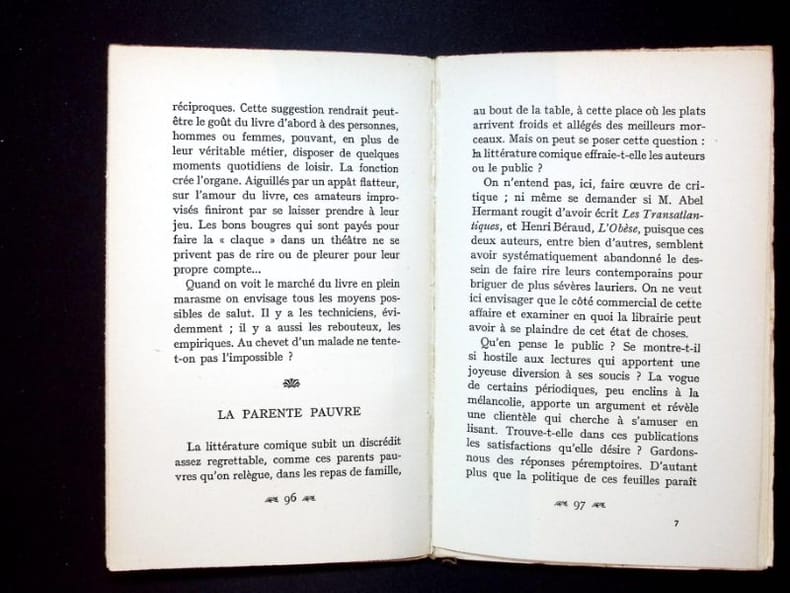 réciproques. Cette suggestion rendrait peut-
être le goût du livre d'abord à des personnes,
hommes ou femmes, pouvant, en plus de
leur véritable métier, disposer de quelques
moments quotidiens de loisir. La fonction
crée l'organe. Aiguillés par un appât flatteur,
sur l'amour du livre, ces amateurs impro-
visés finiront par se laisser prendre à leur
jeu. Les bons bougres qui sont payés pour
faire la « claque » dans un théâtre ne se
privent pas de rire ou de pleurer pour leur
propre compte...
Quand on voit le marché du livre en plein
marasme on envisage tous les moyens pos-
sibles de salut. Il y a les techniciens, évi-
demment ; il y a aussi les rebouteux, les
empiriques. Au chevet d'un malade ne tente-
t-on pas l'impossible ?
LA PARENTE PAUVRE
La littérature comique subit un discrédit
assez regrettable, comme ces parents pau-
vres qu'on relègue, dans les repas de famille,
96
au bout de la table, à cette place où les plats
arrivent froids et allégés des meilleurs mor-
ceaux. Mais on peut se poser cette question :
la littérature comique effraie-t-elle les auteurs
ou le public ?
On n'entend pas, ici, faire œuvre de cri-
tique ; ni même se demander si M. Abel
Hermant rougit d'avoir écrit Les Transatlan-
tiques, et Henri Béraud, L'Obèse, puisque ces
deux auteurs, entre bien d'autres, semblent
avoir systématiquement abandonné le des-
sein de faire rire leurs contemporains pour
briguer de plus sévères lauriers. On ne veut
ici envisager que le côté commercial de cette
affaire et examiner en quoi la librairie peut
avoir à se plaindre de cet état de choses.
Qu'en pense le public ? Se montre-t-il
si hostile aux lectures qui apportent une
joyeuse diversion à ses soucis ? La vogue
de certains périodiques, peu enclins à la
mélancolie, apporte un argument et révèle
une clientèle qui cherche à s'amuser en
lisant. Trouve-t-elle dans ces publications
les satisfactions qu'elle désire ? Gardons-
nous des réponses péremptoires. D'autant
plus que la politique de ces feuilles paraît
97
7